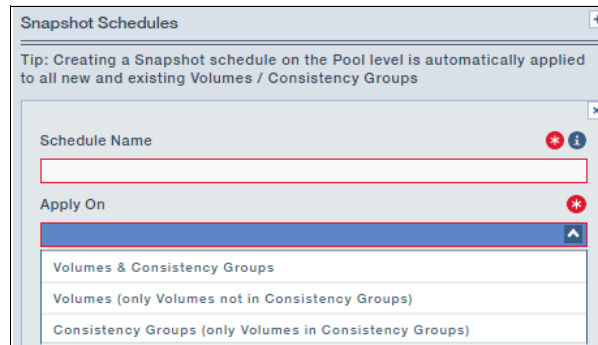 Snapshot Schedules
Tip: Creating a Snapshot schedule on the Pool level is automatically applied
to all new and existing Volumes / Consistency Groups
Schedule Name
Apply On
Volumes & Consistency Groups
Volumes (only Volumes not in Consistency Groups)
Consistency Groups (only Volumes in Consistency Groups)